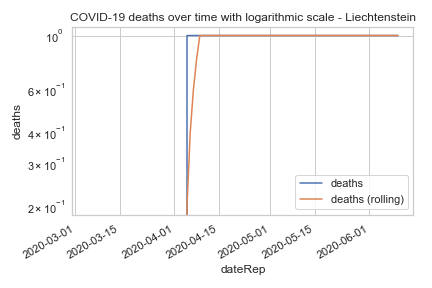 COVID-19 deaths over time with logarithmic scale - Liechtenstein
10⁰
6 × 10⁻¹
4 × 10⁻¹
3 × 10⁻¹
2 × 10⁻¹
deaths
deaths
deaths (rolling)
2020-03-01
2020-03-15
2020-04-01
2020-04-15
2020-05-01
2020-05-15
2020-06-01
dateRep